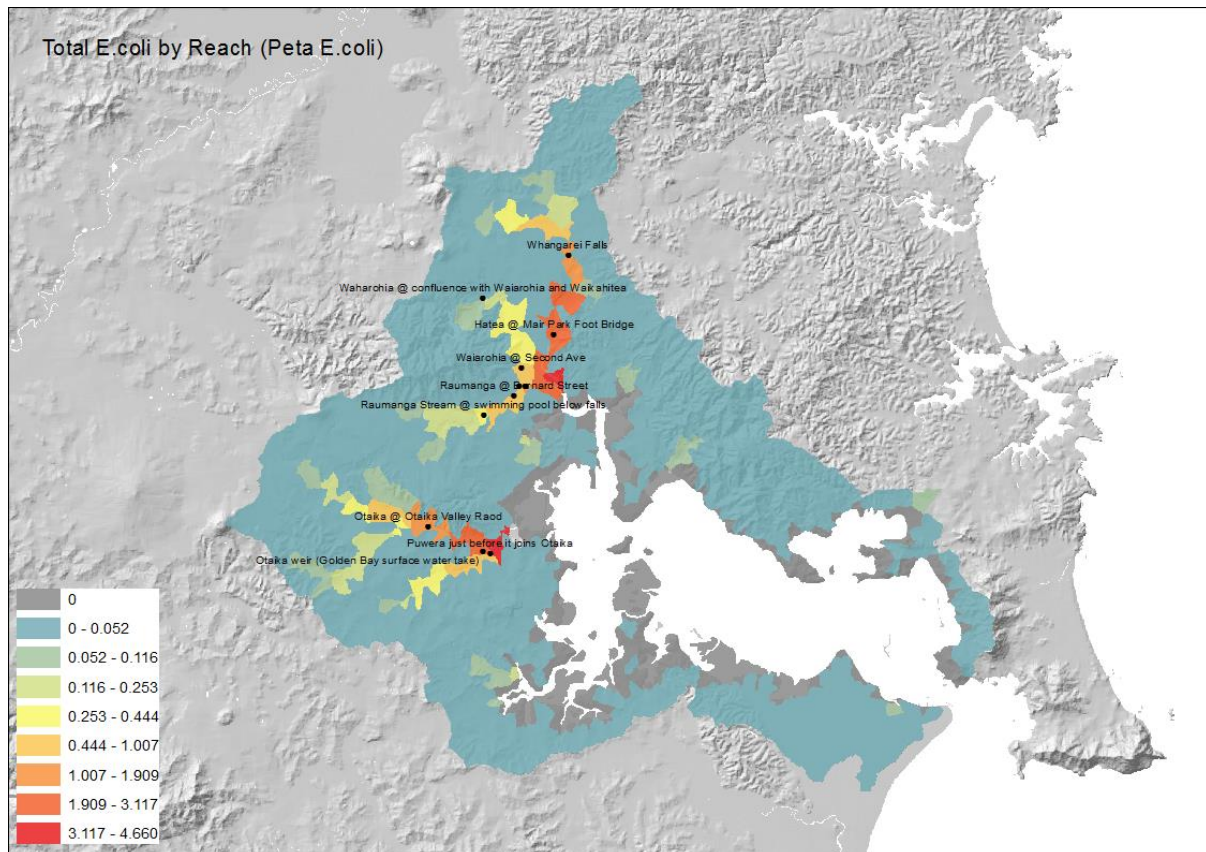 Total E.coli by Reach (Peta E.coli)
Whangarei Falls
Waharohia @ confluence with Waiarohia and Waikahitea
Hatea @ Mair Park Foot Bridge
Waiarohia @ Second Ave
Raumanga @ Bernard Street
Raumanga Stream @ swimming pool below falls
Otaika @ Otaika Valley Raod
Puwera just before it joins Otaika
Otaika weir (Golden Bay surface water take)
0
0 - 0.052
0.052 - 0.116
0.116 - 0.253
0.253 - 0.444
0.444 - 1.007
1.007 - 1.909
1.909 - 3.117
3.117 - 4.660